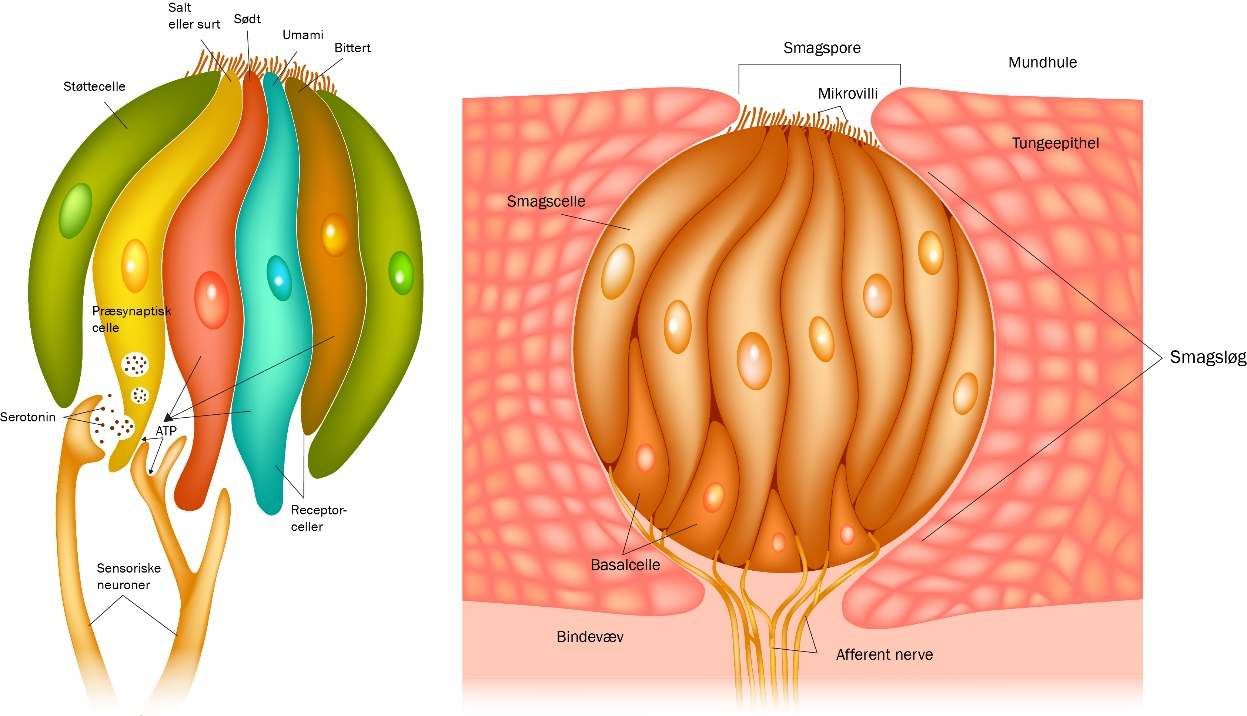 Salt
eller surt
Sødt
Umami
Bittert
Støttecelle
Præsynaptisk
celle
Serotonin
ATP
Receptor-
celler
Sensoriske
neuroner
Smagspore
Mundhule
Mikrovilli
Tungeepithel
Smagscelle
Smagsløg
Basalcelle
Bindevæv
Afferent nerve